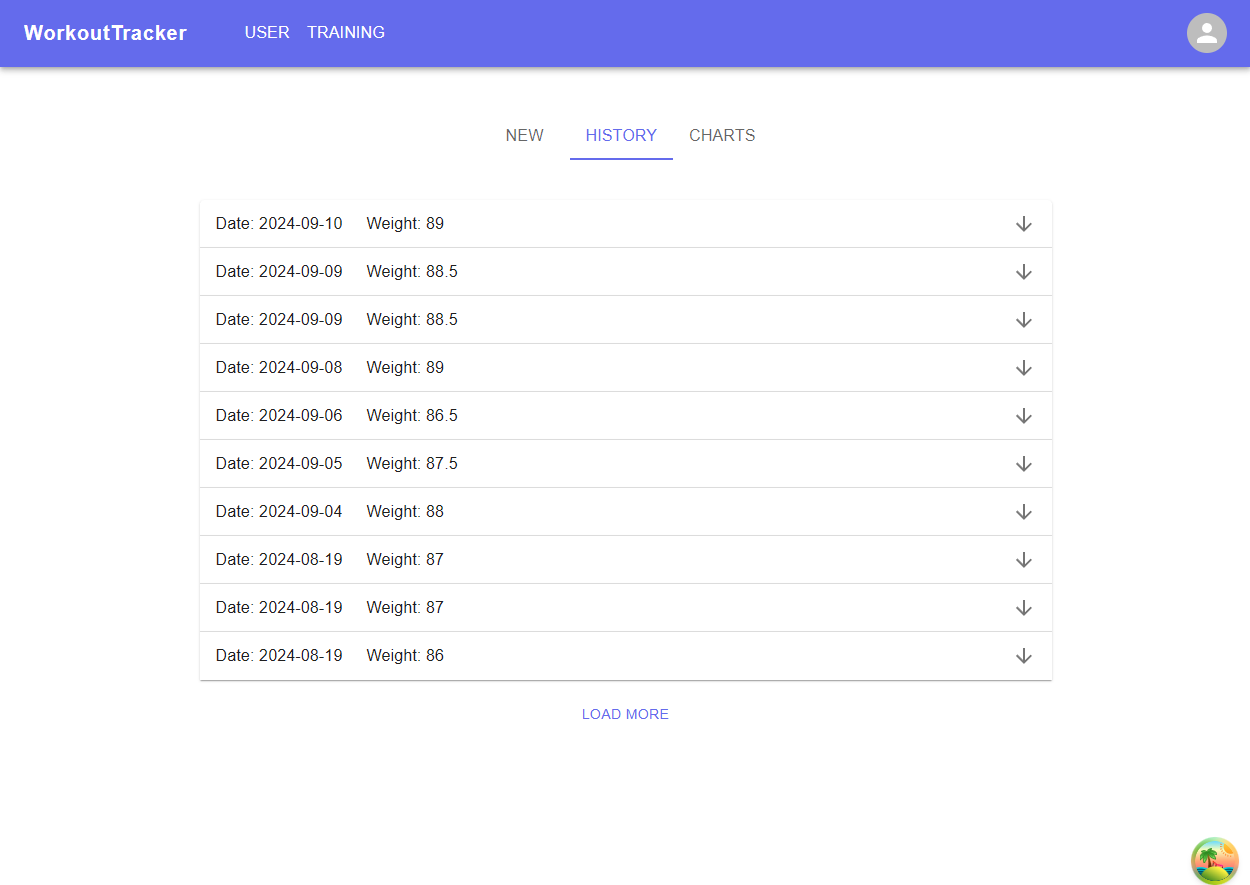 WorkoutTracker USER TRAINING
NEW HISTORY CHARTS
Date: 2024-09-10 Weight: 89
Date: 2024-09-09 Weight: 88.5
Date: 2024-09-09 Weight: 88.5
Date: 2024-09-08 Weight: 89
Date: 2024-09-06 Weight: 86.5
Date: 2024-09-05 Weight: 87.5
Date: 2024-09-04 Weight: 88
Date: 2024-08-19 Weight: 87
Date: 2024-08-19 Weight: 87
Date: 2024-08-19 Weight: 86
LOAD MORE